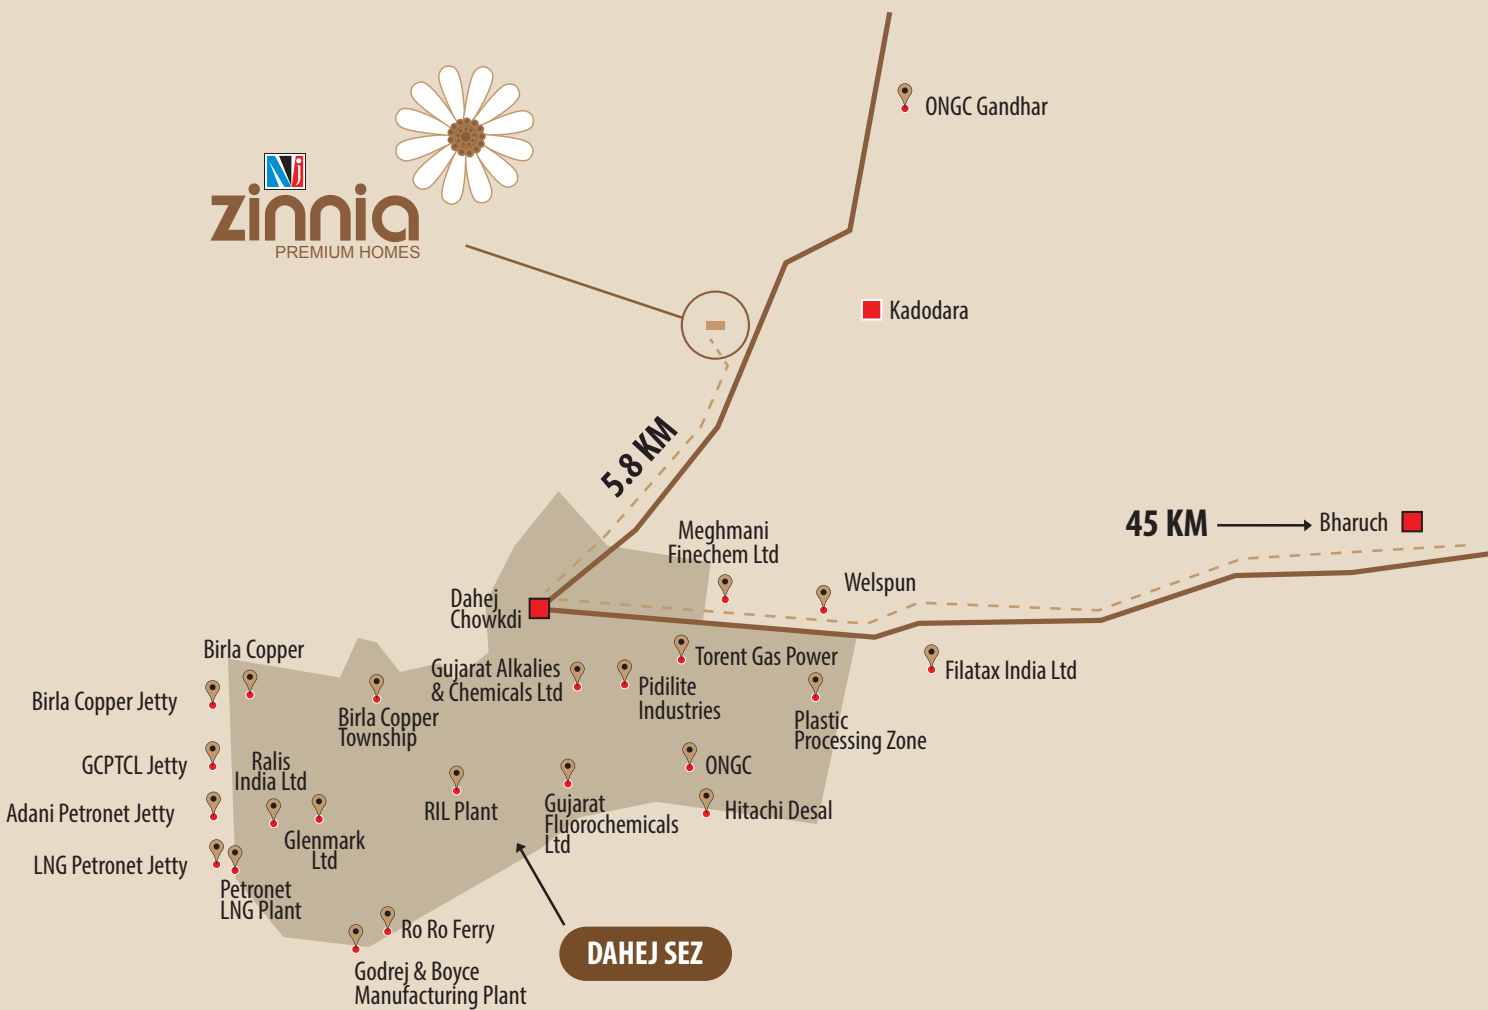 ONGC Gandhar
Nj
zinnia
PREMIUM HOMES
Kadodara
5.8 KM
45 KM
Bharuch
Meghmani
Finechem Ltd
Welspun
Dahej
Chowkdi
Birla Copper
Torent Gas Power
Filatax India Ltd
Gujarat Alkalies
& Chemicals Ltd
Pidilite
Industries
Birla Copper Jetty
Birla Copper
Township
Plastic
Processing Zone
GCPTCL Jetty
Ralis
India Ltd
ONGC
Adani Petronet Jetty
RIL Plant
Gujarat
Fluorochemicals
Ltd
Hitachi Desal
Glenmark
Ltd
LNG Petronet Jetty
Petronet
LNG Plant
Ro Ro Ferry
DAHEJ SEZ
Godrej & Boyce
Manufacturing Plant